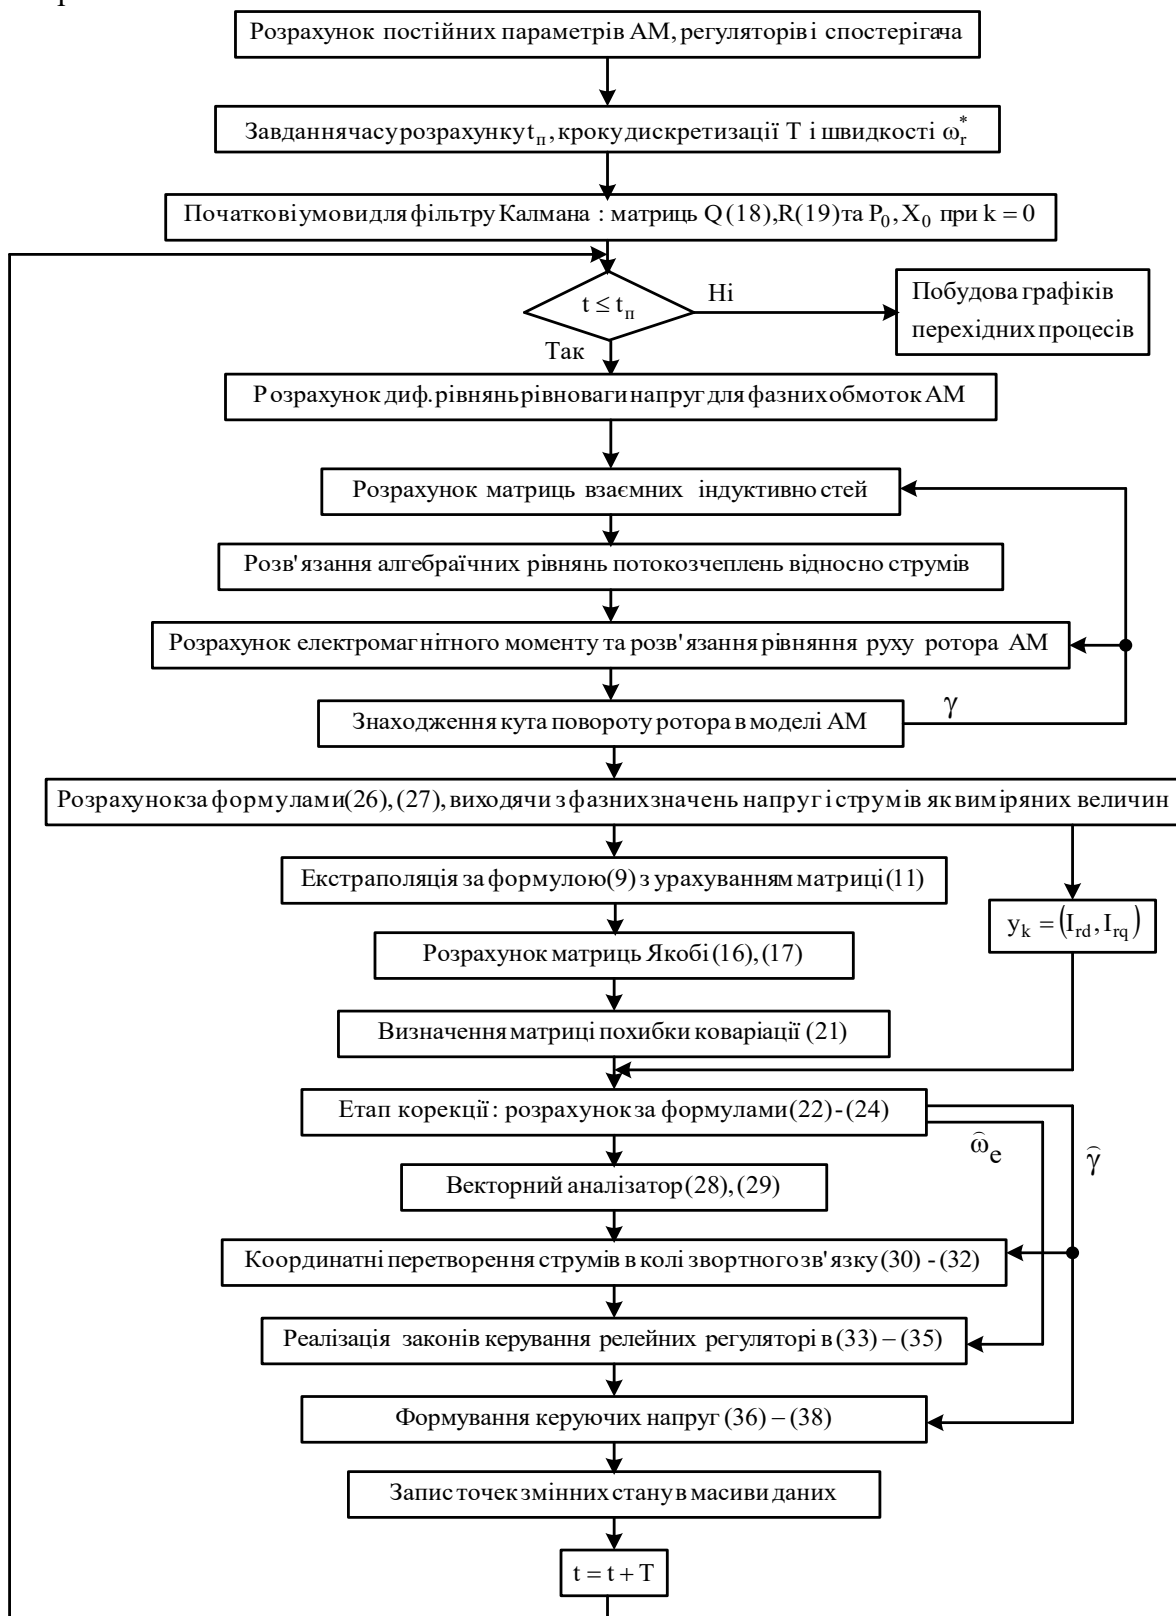 Розрахунок постійних параметрів АМ, регуляторів і спостерігача
Завдання часу розрахунку tп, кроку дискретизації T і швидкості ωr*
Початкові умови для фільтру Калмана : матриць Q (18), R(19) та P0, X0 при k = 0
t ≤ tп
Ні
Побудова графіків
перехідних процесів
Так
Розрахунок диф. рівнянь рівноваги напруг для фазних обмоток АМ
Розрахунок матриць взаємних індуктивностей
Розв'язання алгебраїчних рівнянь потокозчеплень відносно струмів
Розрахунок електромагнітного моменту та розв'язання рівняння руху ротора АМ
Знаходження кута повороту ротора в моделі АМ
γ
Розрахунок за формулами (26), (27), виходячи з фазних значень напруг і струмів як виміряних величин
Екстраполяція за формулою (9) з урахуванням матриці (11)
yk = (Ird, Irq)
Розрахунок матриць Якобі (16), (17)
Визначення матриці похибки коваріації (21)
Етап корекції : розрахунок за формулами (22) - (24)
ω̂e
γ̂
Векторний аналізатор (28), (29)
Координатні перетворення струмів в колі звортного зв'язку (30) - (32)
Реалізація законів керування релейних регуляторів (33) – (35)
Формування керуючих напруг (36) – (38)
Запис точек змінних стану в масиви даних
t = t + T